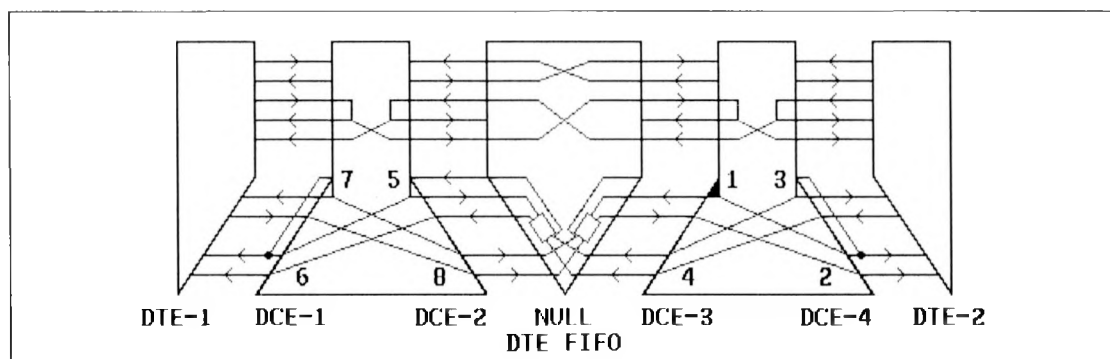 7 5 1 3
6 8 4 2
DTE-1 DCE-1 DCE-2 NULL DCE-3 DCE-4 DTE-2
DTE FIFO